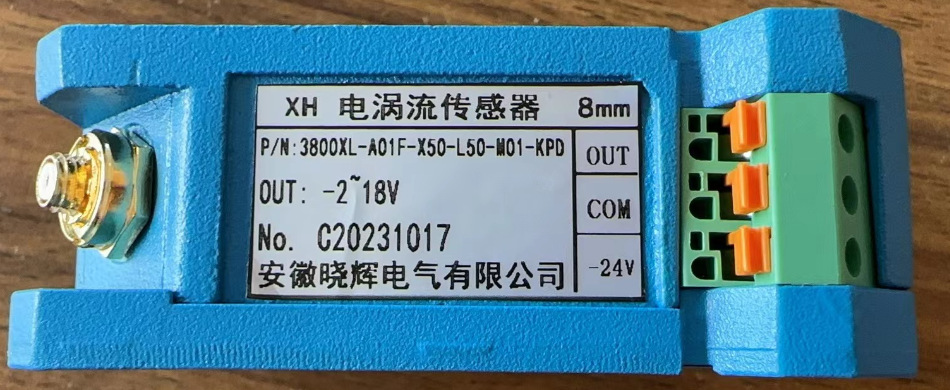 XH 电涡流传感器 8mm
P/N:3800XL-A01F-X50-L50-M01-KPD
OUT: -2~18V
No. C20231017
安徽晓辉电气有限公司
OUT
COM
-24V